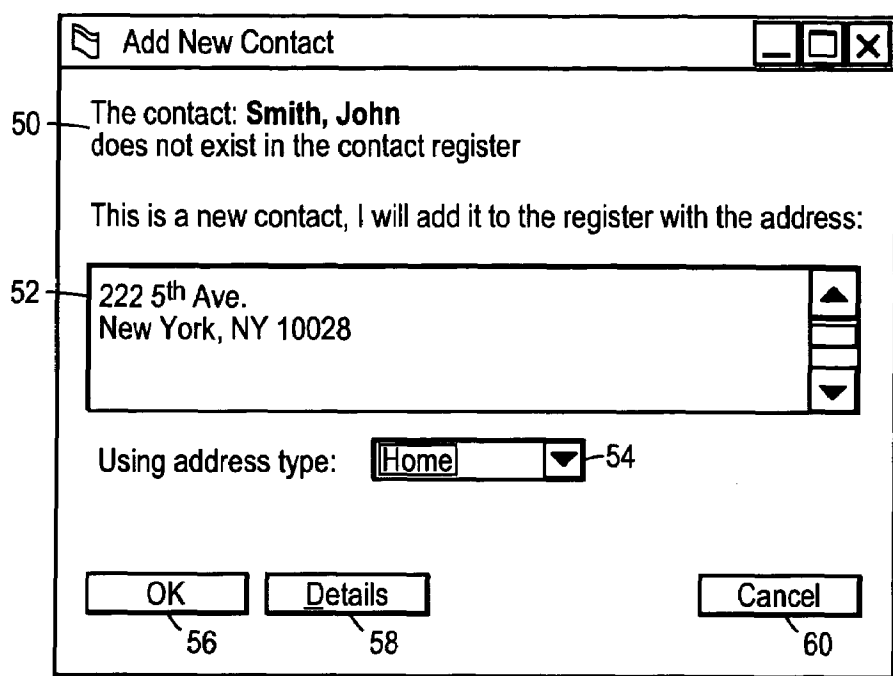 Add New Contact
50
The contact: Smith, John
does not exist in the contact register
This is a new contact, I will add it to the register with the address:
52
222 5th Ave.
New York, NY 10028
Using address type: Home
54
OK Details Cancel
56 58 60